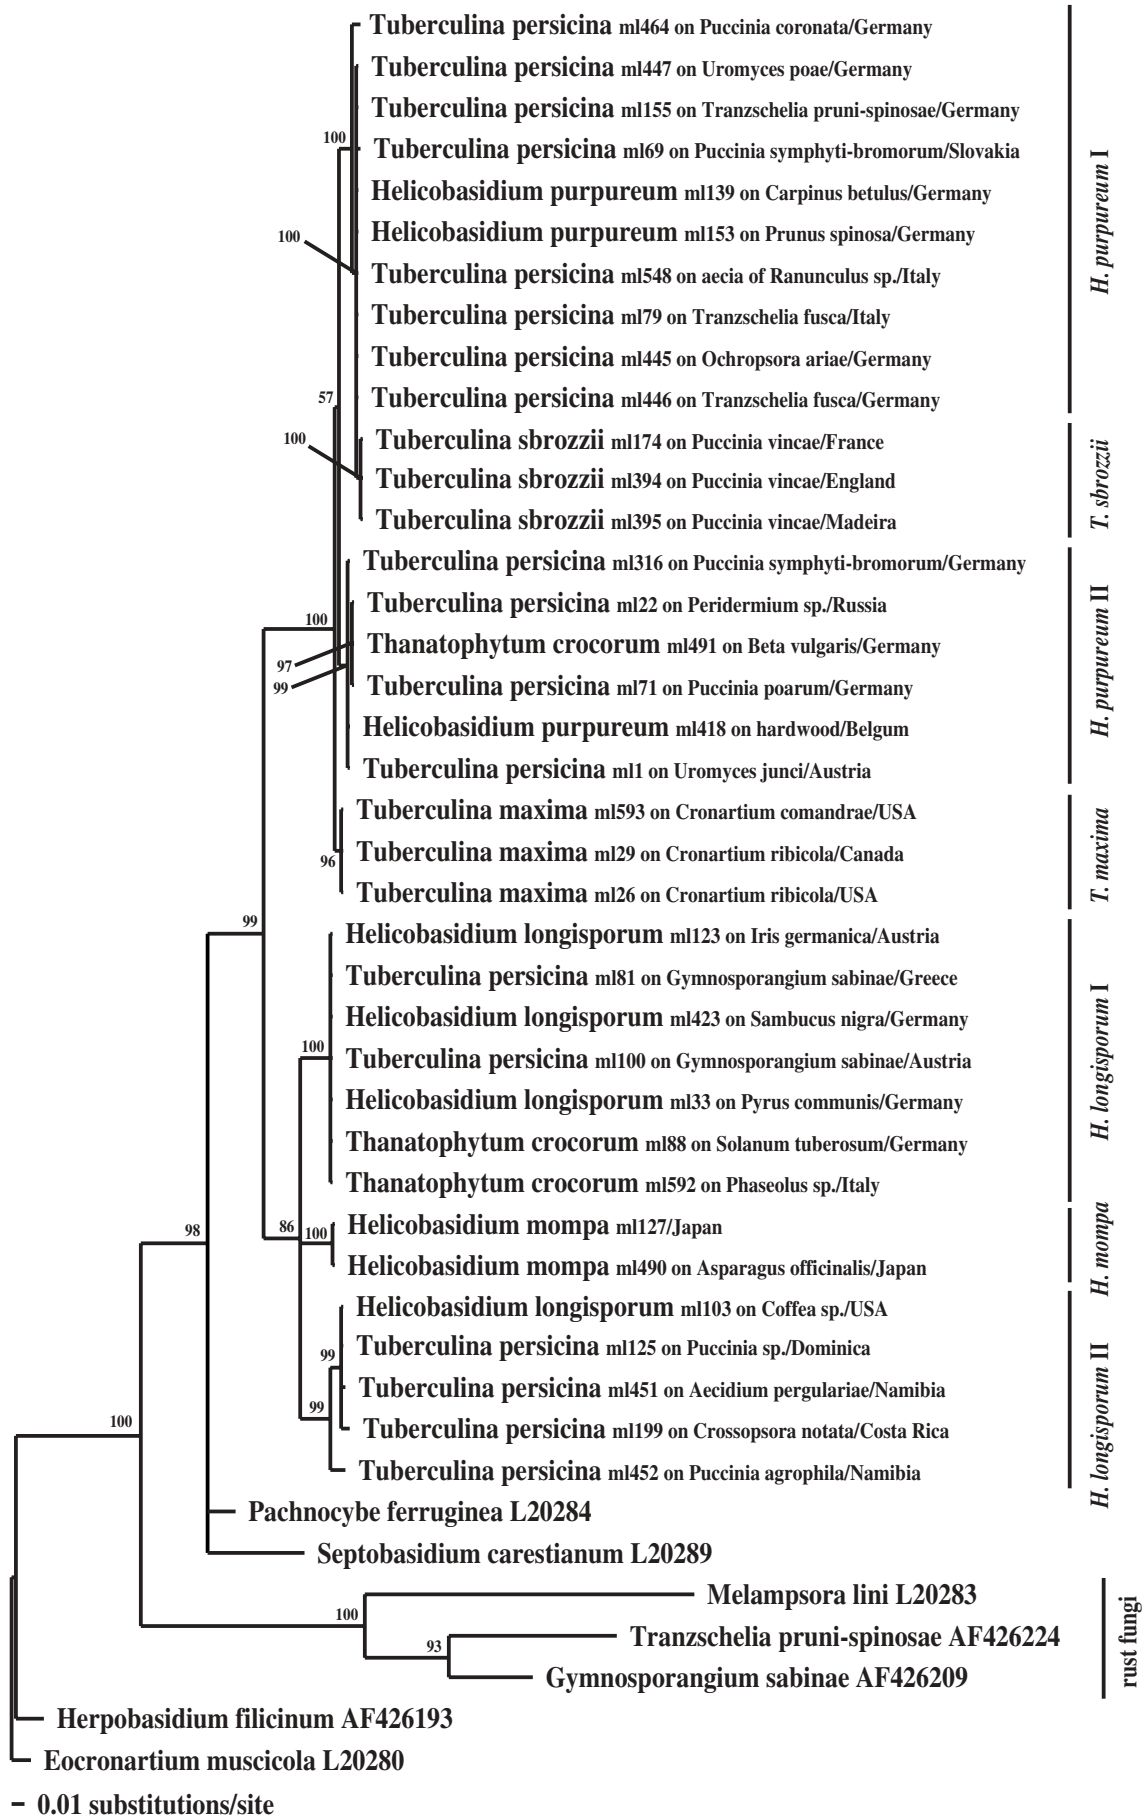 Tuberculina persicina ml464 on Puccinia coronata/Germany
Tuberculina persicina ml447 on Uromyces poae/Germany
Tuberculina persicina ml155 on Tranzschelia pruni-spinosae/Germany
100
Tuberculina persicina ml69 on Puccinia symphyti-bromorum/Slovakia
Helicobasidium purpureum ml139 on Carpinus betulus/Germany
Helicobasidium purpureum ml153 on Prunus spinosa/Germany
100
Tuberculina persicina ml548 on aecia of Ranunculus sp./Italy
Tuberculina persicina ml79 on Tranzschelia fusca/Italy
Tuberculina persicina ml445 on Ochropsora ariae/Germany
57
Tuberculina persicina ml446 on Tranzschelia fusca/Germany
H. purpureum I
100
Tuberculina sbrozzii ml174 on Puccinia vincae/France
Tuberculina sbrozzii ml394 on Puccinia vincae/England
Tuberculina sbrozzii ml395 on Puccinia vincae/Madeira
T. sbrozzii
Tuberculina persicina ml316 on Puccinia symphyti-bromorum/Germany
Tuberculina persicina ml22 on Peridermium sp./Russia
100
Thanatophytum crocorum ml491 on Beta vulgaris/Germany
97
99
Tuberculina persicina ml71 on Puccinia poarum/Germany
Helicobasidium purpureum ml418 on hardwood/Belgum
Tuberculina persicina ml1 on Uromyces junci/Austria
H. purpureum II
Tuberculina maxima ml593 on Cronartium comandrae/USA
Tuberculina maxima ml29 on Cronartium ribicola/Canada
96
Tuberculina maxima ml26 on Cronartium ribicola/USA
T. maxima
99
Helicobasidium longisporum ml123 on Iris germanica/Austria
Tuberculina persicina ml81 on Gymnosporangium sabinae/Greece
Helicobasidium longisporum ml423 on Sambucus nigra/Germany
100
Tuberculina persicina ml100 on Gymnosporangium sabinae/Austria
Helicobasidium longisporum ml33 on Pyrus communis/Germany
Thanatophytum crocorum ml88 on Solanum tuberosum/Germany
Thanatophytum crocorum ml592 on Phaseolus sp./Italy
H. longisporum I
98
86
100
Helicobasidium mompa ml127/Japan
Helicobasidium mompa ml490 on Asparagus officinalis/Japan
H. mompa
Helicobasidium longisporum ml103 on Coffea sp./USA
99
Tuberculina persicina ml125 on Puccinia sp./Dominica
Tuberculina persicina ml451 on Aecidium pergulariae/Namibia
99
Tuberculina persicina ml199 on Crossopsora notata/Costa Rica
100
Tuberculina persicina ml452 on Puccinia agrophila/Namibia
H. longisporum II
Pachnocybe ferruginea L20284
Septobasidium carestianum L20289
Melampsora lini L20283
100
Tranzschelia pruni-spinosae AF426224
93
Gymnosporangium sabinae AF426209
rust fungi
Herpobasidium filicinum AF426193
Eocronartium muscicola L20280
0.01 substitutions/site